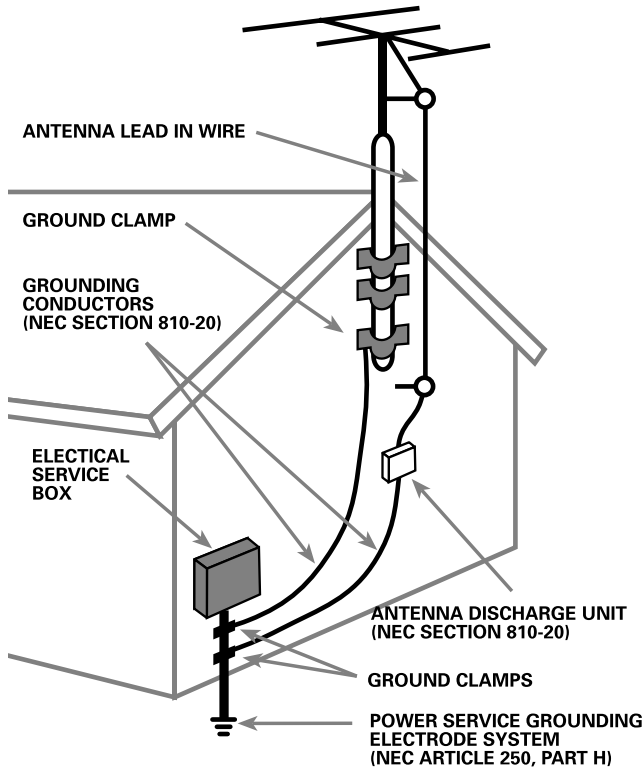 ANTENNA LEAD IN WIRE
GROUND CLAMP
GROUNDING
CONDUCTORS
(NEC SECTION 810-20)
ELECTICAL
SERVICE
BOX
ANTENNA DISCHARGE UNIT
(NEC SECTION 810-20)
GROUND CLAMPS
POWER SERVICE GROUNDING
ELECTRODE SYSTEM
(NEC ARTICLE 250, PART H)